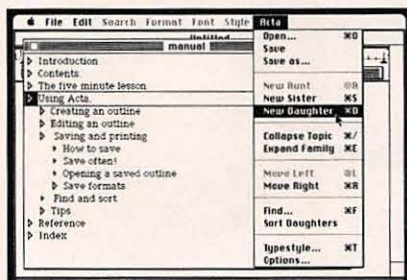 File Edit Search Format Font Style Acta
Untitled
manual
Introduction
Contents.
The five minute lesson
Using Acta.
Creating an outline
Editing an outline
Saving and printing
How to save
Save often!
Opening a saved outline
Save formats
Find and sort
Tips
Reference
Index
Open... ⌘O
Save
Save as...
New Aunt ⌘A
New Sister ⌘S
New Daughter ⌘D
Collapse Topic ⌘/
Expand Family ⌘E
Move Left ⌘L
Move Right ⌘R
Find... ⌘F
Sort Daughters
Typestyle... ⌘T
Options...